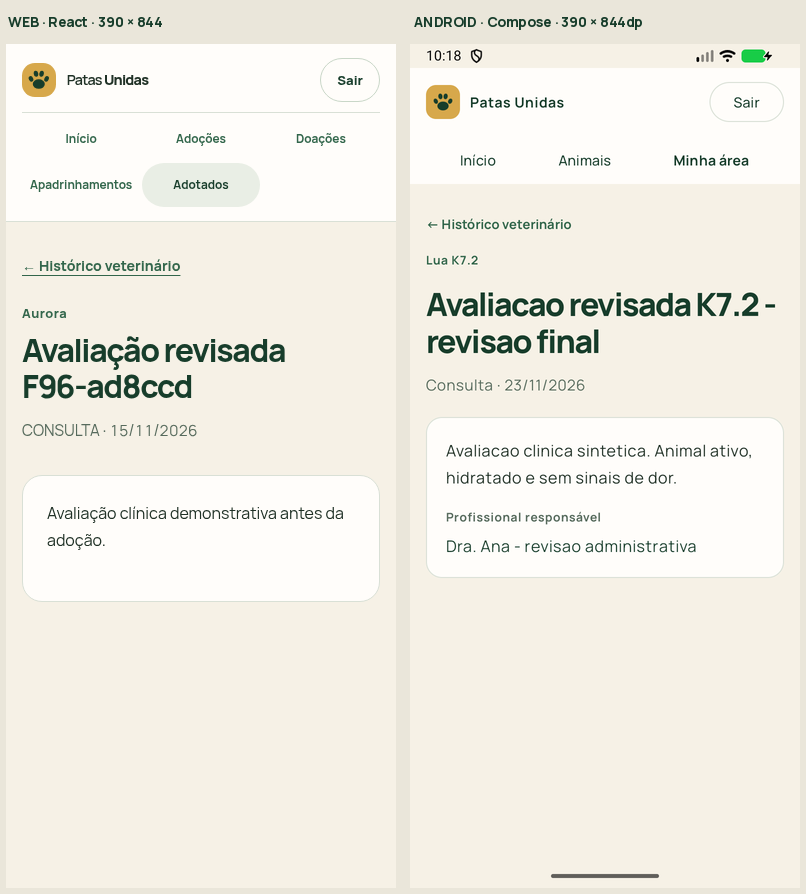 WEB · React · 390 × 844
Patas Unidas
Sair
Início
Adoções
Doações
Apadrinhamentos
Adotados
← Histórico veterinário
Aurora
Avaliação revisada
F96-ad8ccd
CONSULTA · 15/11/2026
Avaliação clínica demonstrativa antes da
adoção.
ANDROID · Compose · 390 × 844dp
10:18
Patas Unidas
Sair
Início
Animais
Minha área
← Histórico veterinário
Lua K7.2
Avaliacao revisada K7.2 -
revisao final
Consulta · 23/11/2026
Avaliacao clinica sintetica. Animal ativo,
hidratado e sem sinais de dor.
Profissional responsável
Dra. Ana - revisao administrativa